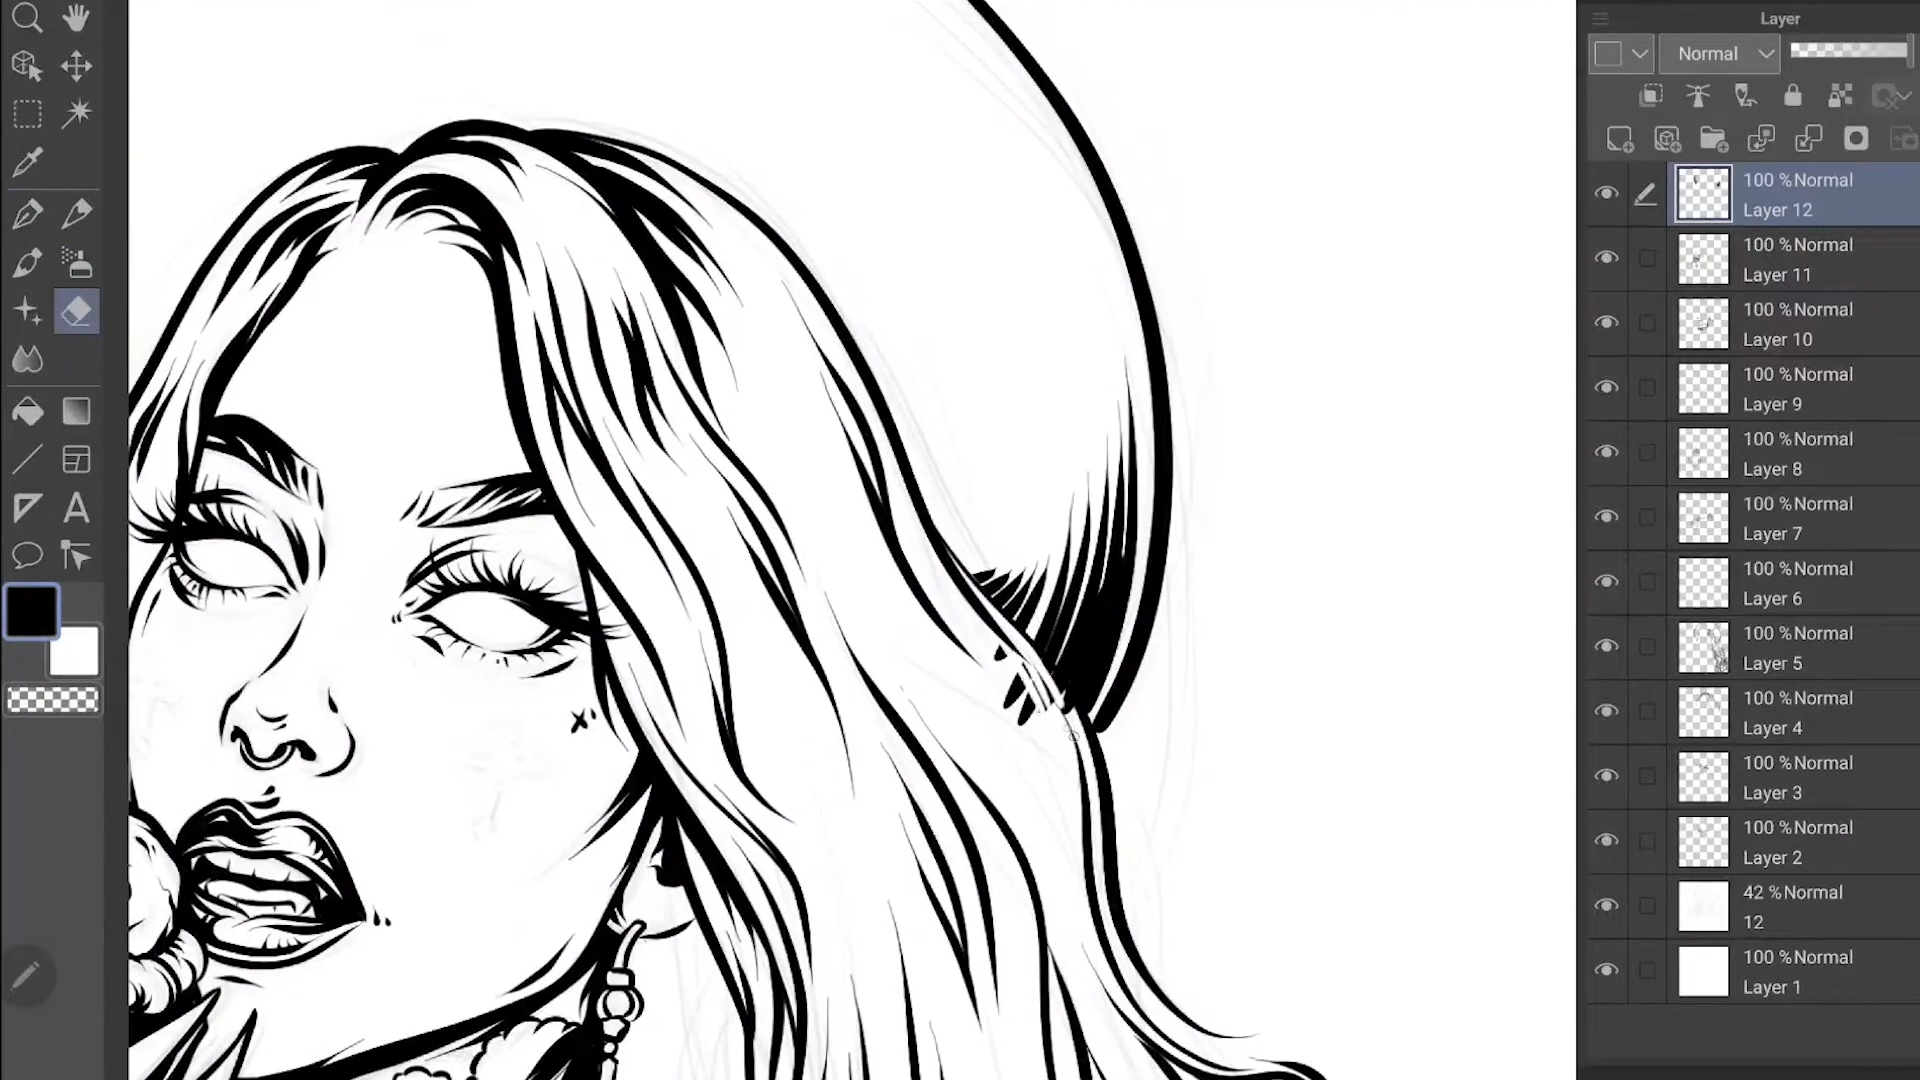 Layer
Normal
100 %Normal
Layer 12
100 %Normal
Layer 11
100 %Normal
Layer 10
100 %Normal
Layer 9
100 %Normal
Layer 8
100 %Normal
Layer 7
100 %Normal
Layer 6
100 %Normal
Layer 5
100 %Normal
Layer 4
100 %Normal
Layer 3
100 %Normal
Layer 2
42 %Normal
12
100 %Normal
Layer 1